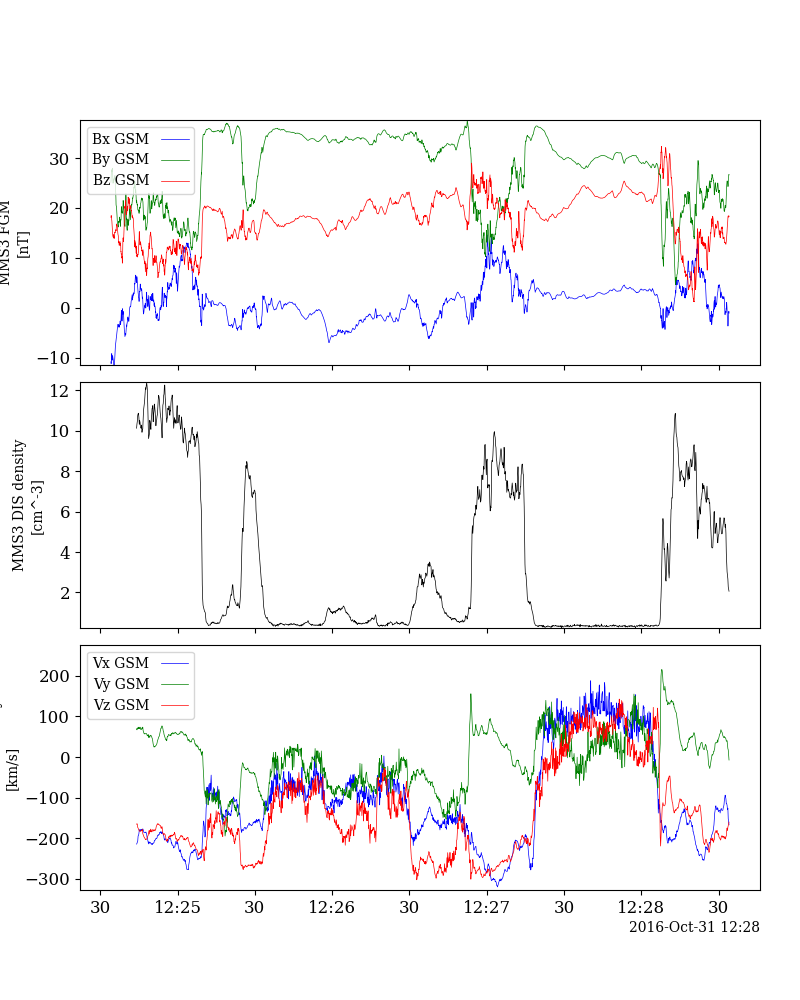 Bx GSM
By GSM
Bz GSM
30
20
10
0
−10
MMS3 FGM
[nT]
12
10
8
6
4
2
MMS3 DIS density
[cm^-3]
Vx GSM
Vy GSM
Vz GSM
200
100
0
−100
−200
−300
[km/s]
30 12:25 30 12:26 30 12:27 30 12:28 30
2016-Oct-31 12:28